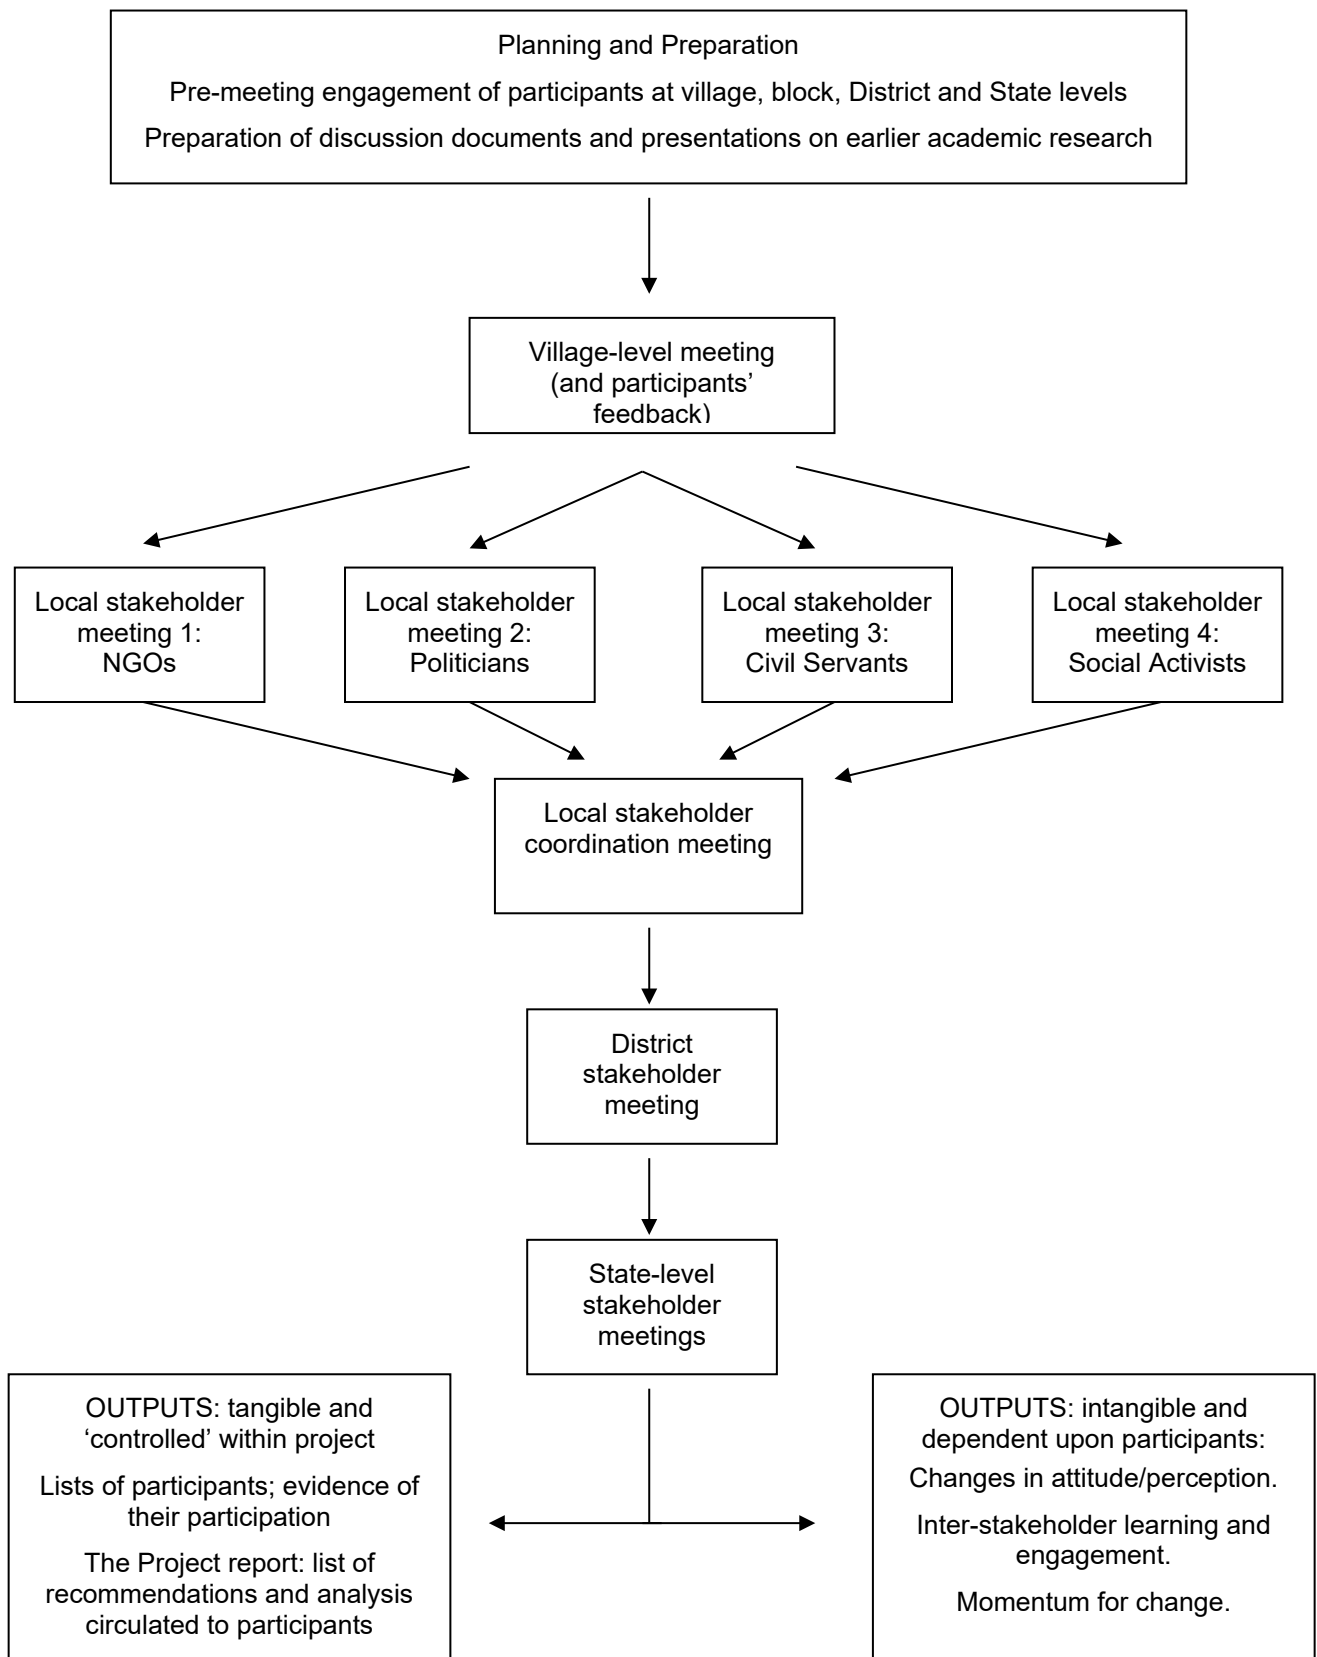 Planning and Preparation
Pre-meeting engagement of participants at village, block, District and State levels
Preparation of discussion documents and presentations on earlier academic research
Village-level meeting
(and participants’
feedback)
Local stakeholder
meeting 1:
NGOs
Local stakeholder
meeting 2:
Politicians
Local stakeholder
meeting 3:
Civil Servants
Local stakeholder
meeting 4:
Social Activists
Local stakeholder
coordination meeting
District
stakeholder
meeting
State-level
stakeholder
meetings
OUTPUTS: tangible and
‘controlled’ within project
Lists of participants; evidence of
their participation
The Project report: list of
recommendations and analysis
circulated to participants
OUTPUTS: intangible and
dependent upon participants:
Changes in attitude/perception.
Inter-stakeholder learning and
engagement.
Momentum for change.